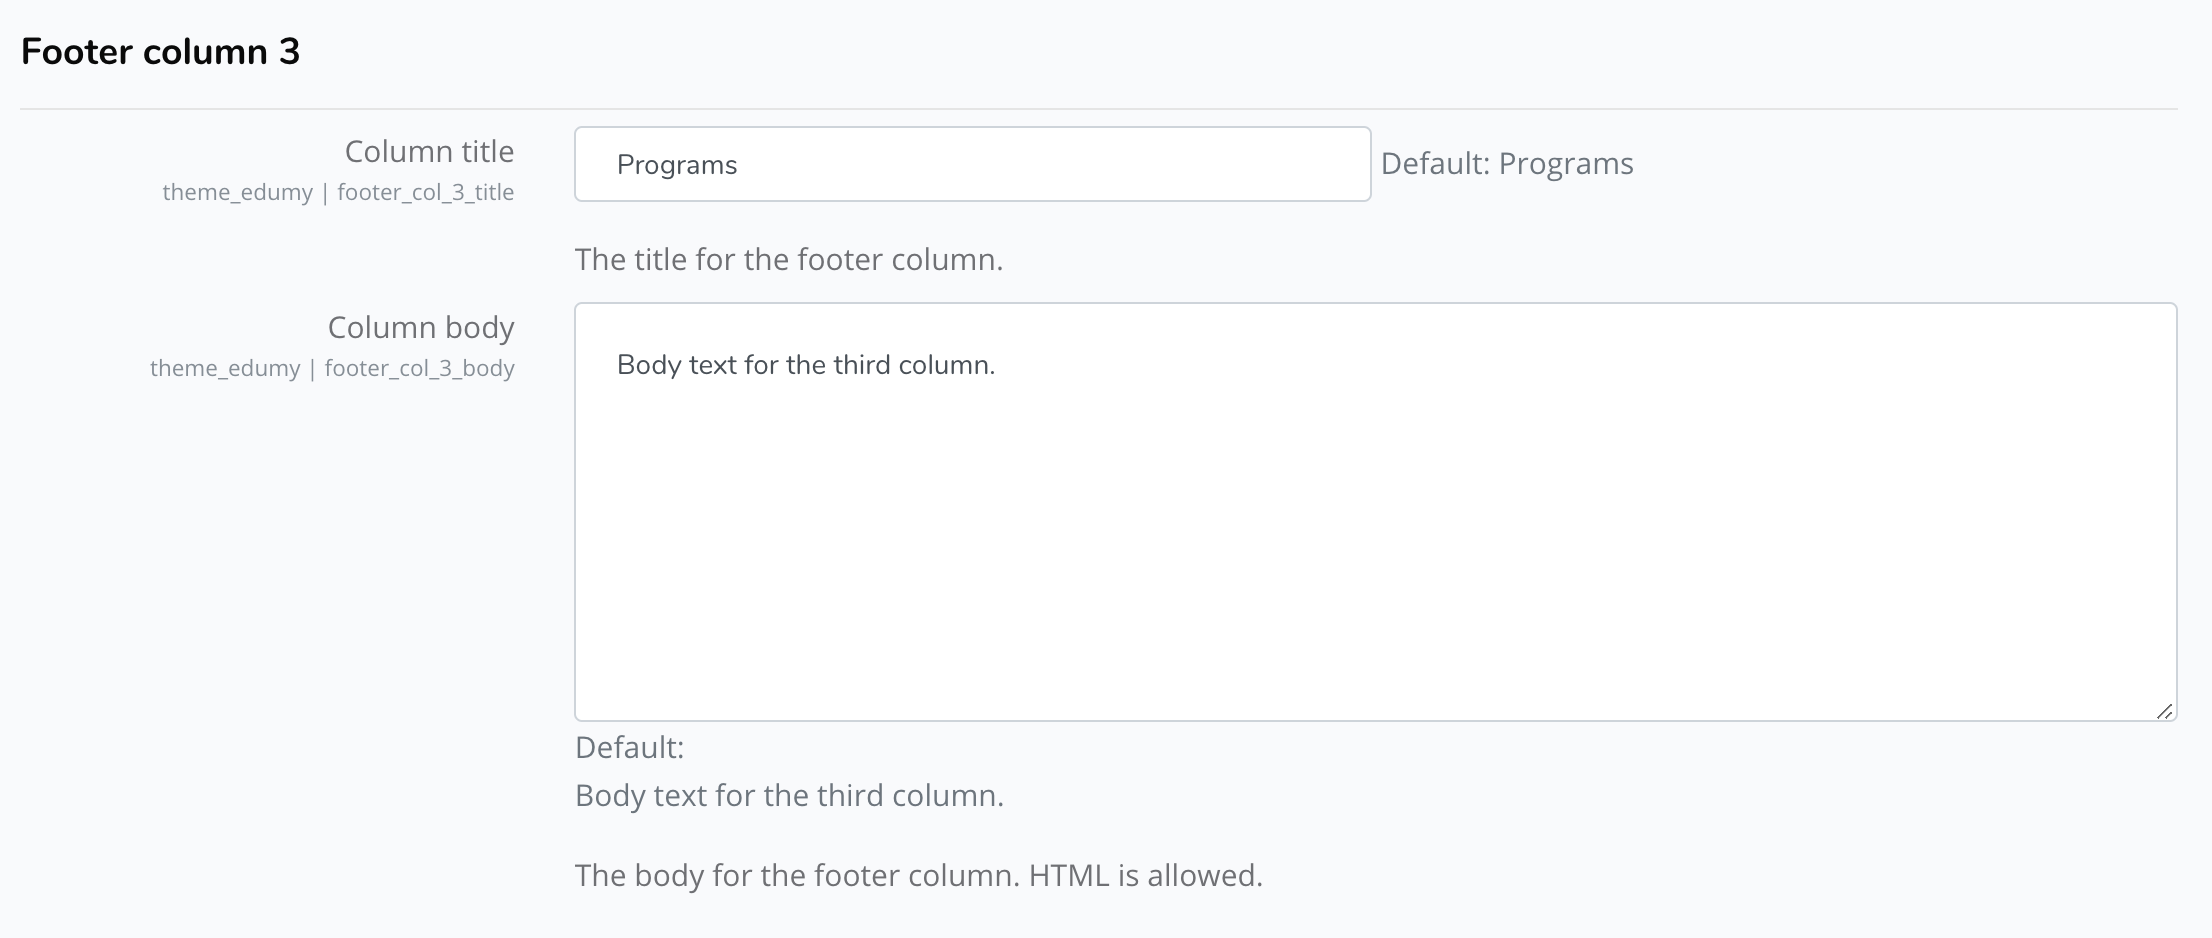 Footer column 3
Column title
theme_edumy | footer_col_3_title
Programs
Default: Programs
The title for the footer column.
Column body
theme_edumy | footer_col_3_body
Body text for the third column.
Default:
Body text for the third column.
The body for the footer column. HTML is allowed.